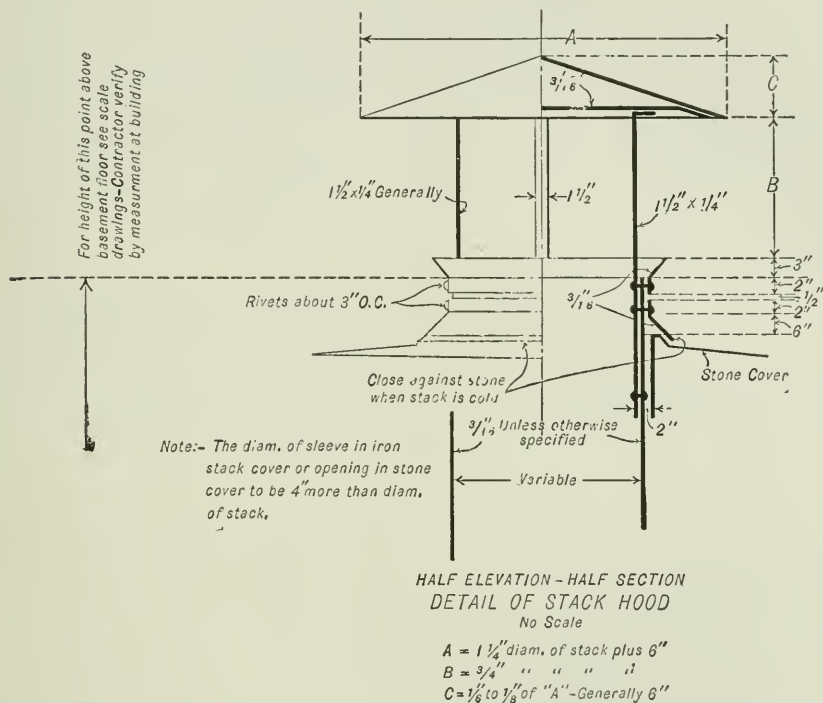 A
C
3/16"
B
For height of this point above
basement floor see scale
drawings-Contractor verify
by measurment at building
1 1/2" x 1/4" Generally
1 1/2"
1 1/2" x 1/4"
3"
2"
1/2"
2"
6"
Rivets about 3" O.C.
3/16"
Close against stone
when stack is cold
Stone Cover
3/16" Unless otherwise
specified
2"
Note:- The diam. of sleeve in iron
stack cover or opening in stone
cover to be 4" more than diam.
of stack.
Variable
HALF ELEVATION - HALF SECTION
DETAIL OF STACK HOOD
No Scale
A = 1 1/4" diam. of stack plus 6"
B = 3/4" " " " "
C = 1/6" to 1/8" of "A" - Generally 6"